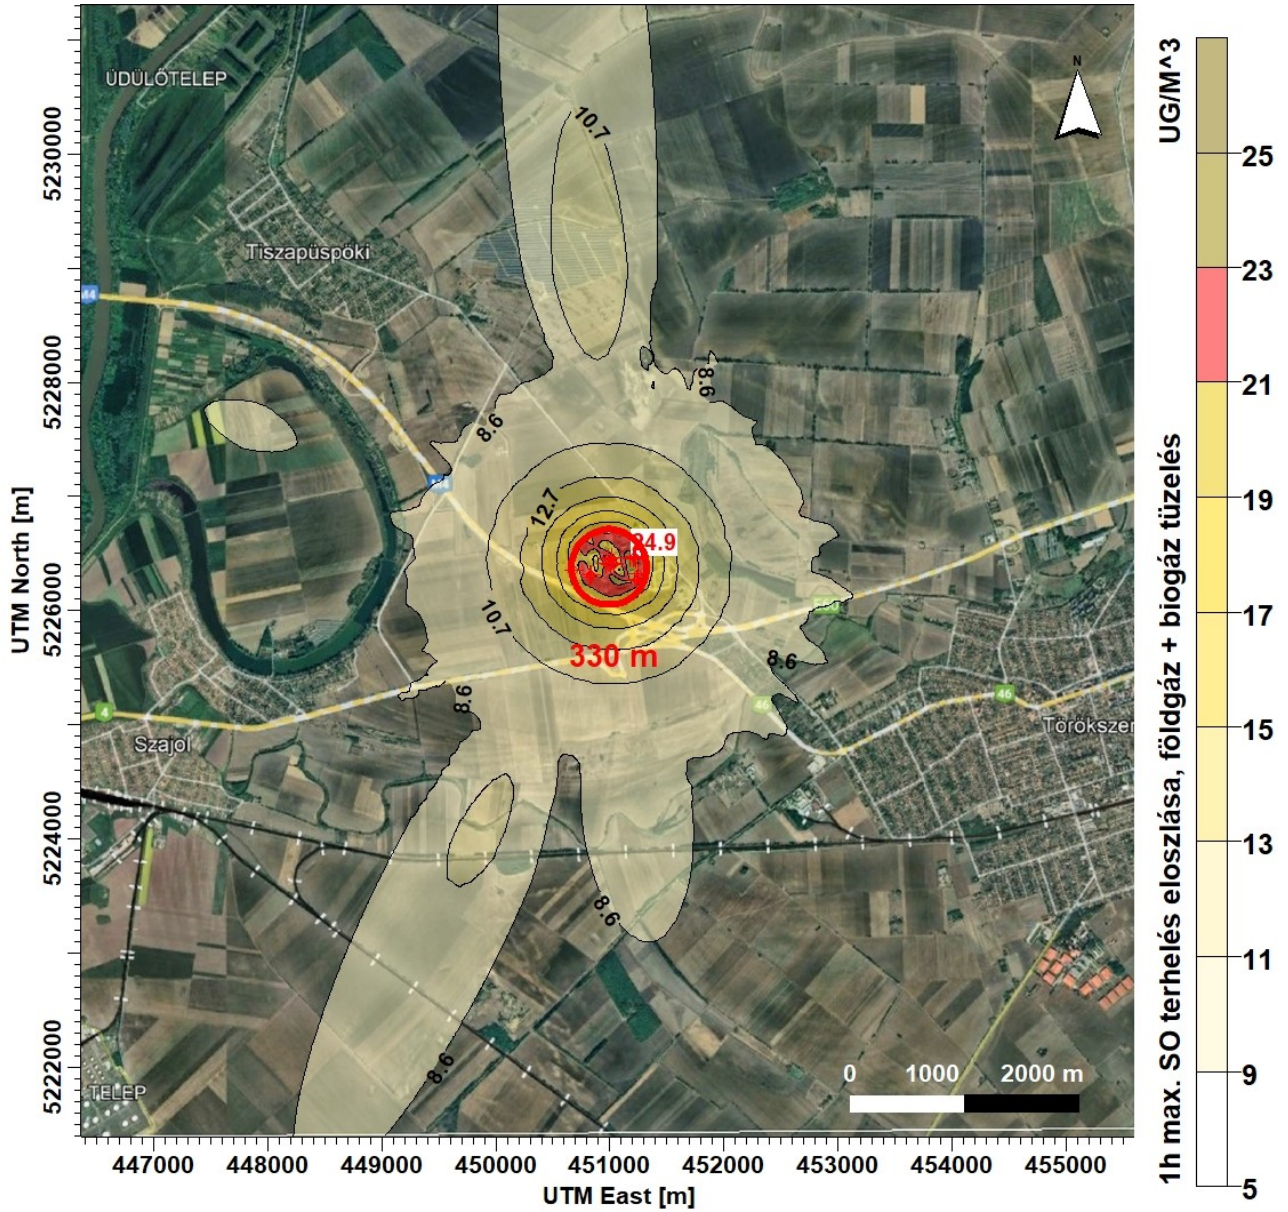 ÜDÜLŐTELEP
10.7
N
UG/M^3
25
5230000
Tiszapüspöki
23
M4
21
5228000
8.6
8.6
19
12.7
24.9
17
UTM North [m]
5226000
10.7
330 m
8.6
8.6
46
46
4
Szajol
Törökszen
15
13
5224000
8.6
11
8.6
5222000
TELEP
0 1000 2000 m
9
5
1h max. SO terhelés eloszlása, földgáz + biogáz tüzelés
447000 448000 449000 450000 451000 452000 453000 454000 455000
UTM East [m]